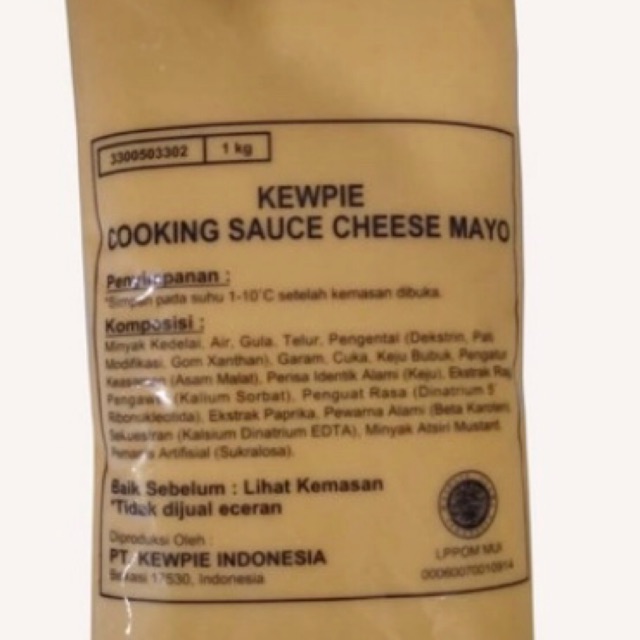 3300503302 1 kg
KEWPIE
COOKING SAUCE CHEESE MAYO
Penyimpanan :
*Simpan pada suhu 1-10°C setelah kemasan dibuka.
Komposisi :
Minyak Kedelai, Air, Gula, Telur, Pengental (Dekstrin, Pati
Modifikasi, Gom Xanthan), Garam, Cuka, Keju Bubuk, Pengatur
Keasaman (Asam Malat), Perisa Identik Alami (Keju), Ekstrak Ragi,
Pengawet (Kalium Sorbat), Penguat Rasa (Dinatrium 5'
Ribonukleotida), Ekstrak Paprika, Pewarna Alami (Beta Karoten),
Sekuestran (Kalsium Dinatrium EDTA), Minyak Atsiri Mustard,
Artifisial (Sukralosa).
Baik Sebelum : Lihat Kemasan
*Tidak dijual eceran
Diproduksi Oleh :
PT. KEWPIE INDONESIA
Bekasi 17530, Indonesia
LPPOM MUI
00060070010914